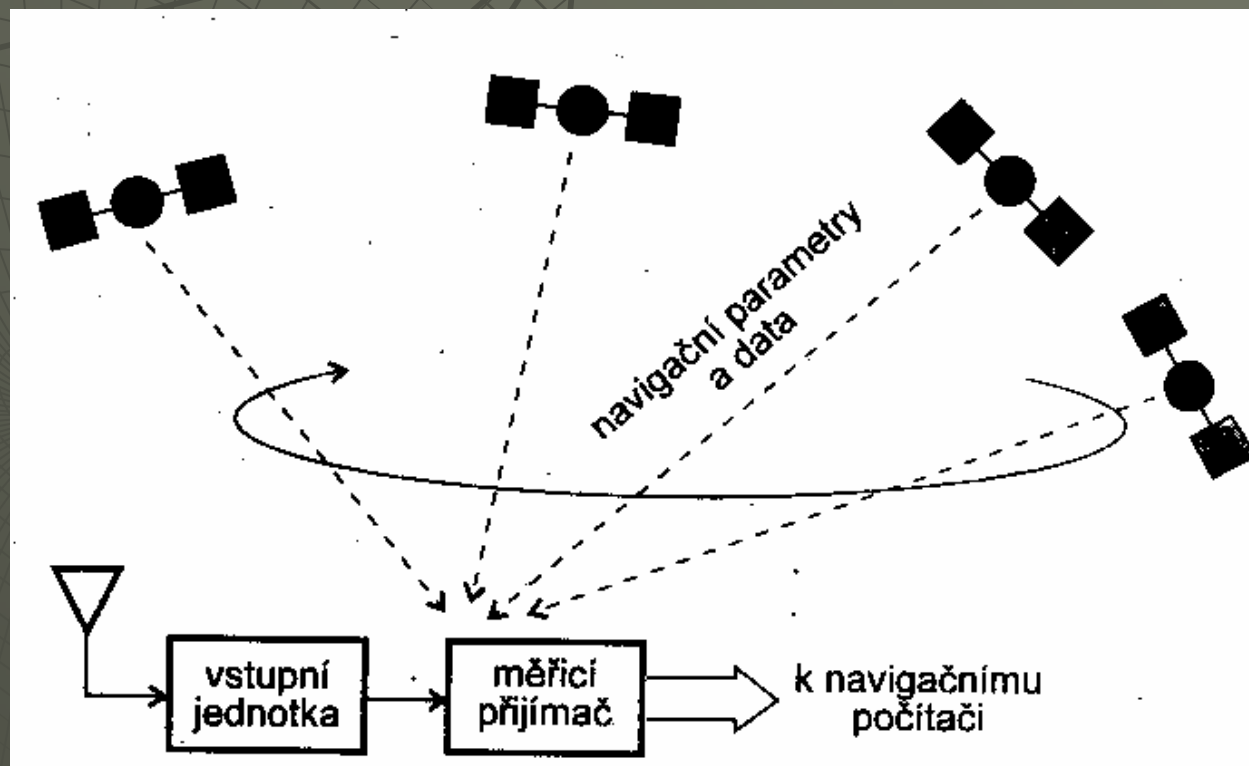 navigační parametry
a data
vstupní
jednotka
měřicí
přijímač
k navigačnímu
počítači